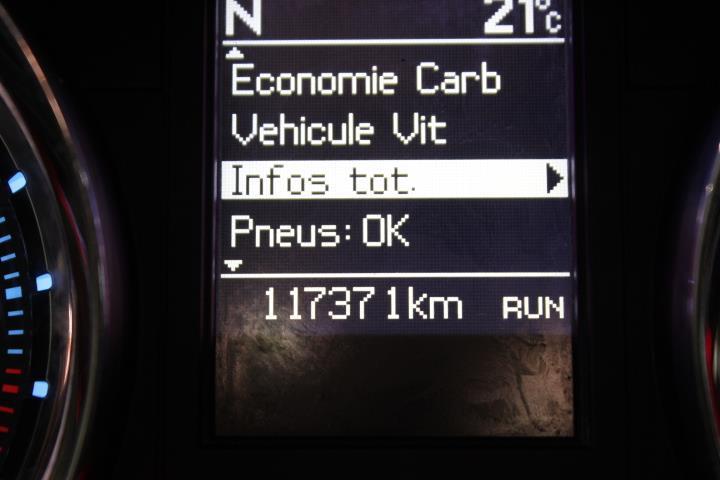 N 21°C
Economie Carb
Vehicule Vit
Infos tot.
Pneus: OK
117371km RUN